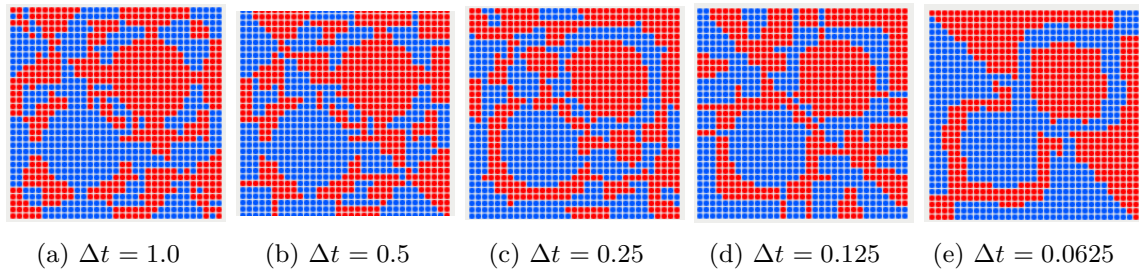 (a) Δt = 1.0
(b) Δt = 0.5
(c) Δt = 0.25
(d) Δt = 0.125
(e) Δt = 0.0625